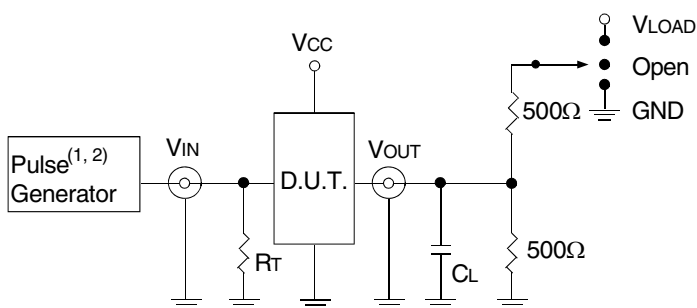 VLOAD
VCC
Open
500Ω
GND
Pulse(1, 2)
Generator
VIN
D.U.T.
VOUT
RT
CL
500Ω